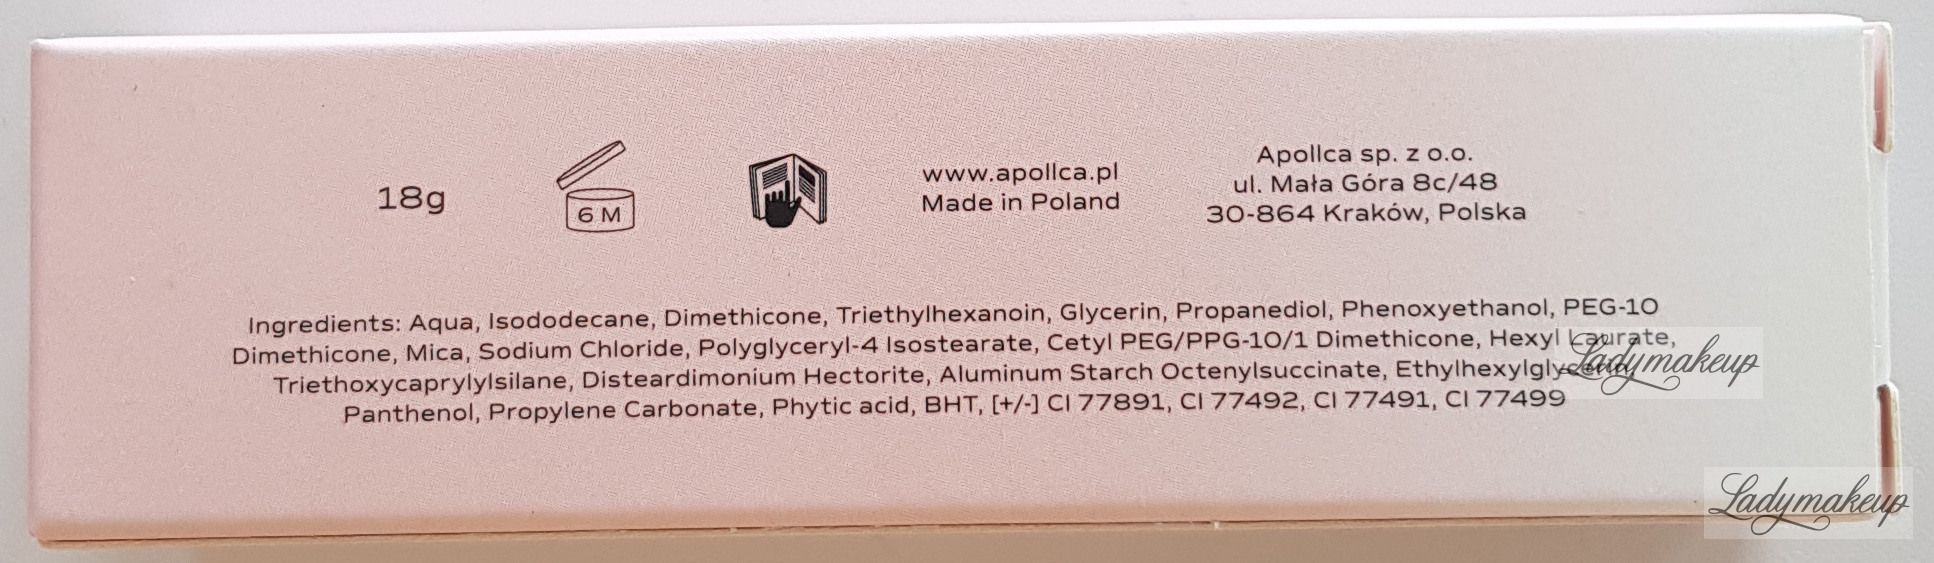 18g
6 M
www.apollca.pl
Made in Poland
Apollca sp. z o.o.
ul. Mała Góra 8c/48
30-864 Kraków, Polska
Ingredients: Aqua, Isododecane, Dimethicone, Triethylhexanoin, Glycerin, Propanediol, Phenoxyethanol, PEG-10
Dimethicone, Mica, Sodium Chloride, Polyglyceryl-4 Isostearate, Cetyl PEG/PPG-10/1 Dimethicone, Hexyl Laurate,
Triethoxycaprylylsilane, Disteardimonium Hectorite, Aluminum Starch Octenylsuccinate, Ethylhexylglycerin,
Panthenol, Propylene Carbonate, Phytic acid, BHT, [+/-] CI 77891, CI 77492, CI 77491, CI 77499
Ladymakeup
Ladymakeup